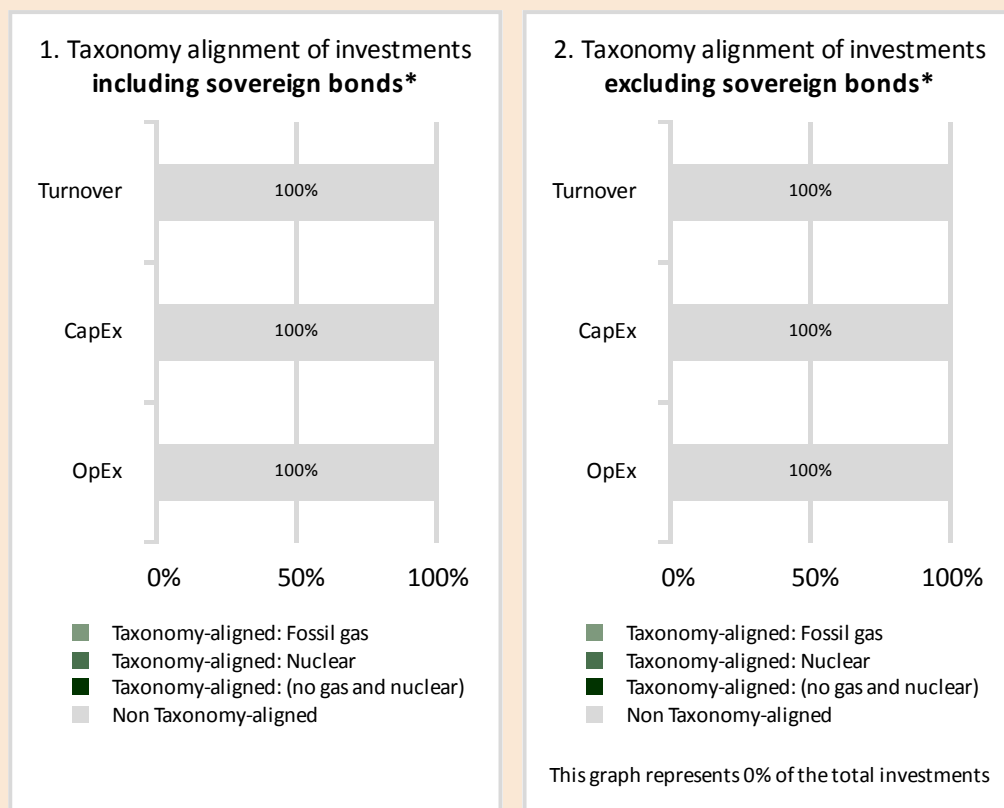 1. Taxonomy alignment of investments
including sovereign bonds*
Turnover
100%
CapEx
100%
OpEx
100%
0% 50% 100%
Taxonomy-aligned: Fossil gas
Taxonomy-aligned: Nuclear
Taxonomy-aligned: (no gas and nuclear)
Non Taxonomy-aligned
2. Taxonomy alignment of investments
excluding sovereign bonds*
Turnover
100%
CapEx
100%
OpEx
100%
0% 50% 100%
Taxonomy-aligned: Fossil gas
Taxonomy-aligned: Nuclear
Taxonomy-aligned: (no gas and nuclear)
Non Taxonomy-aligned
This graph represents 0% of the total investments